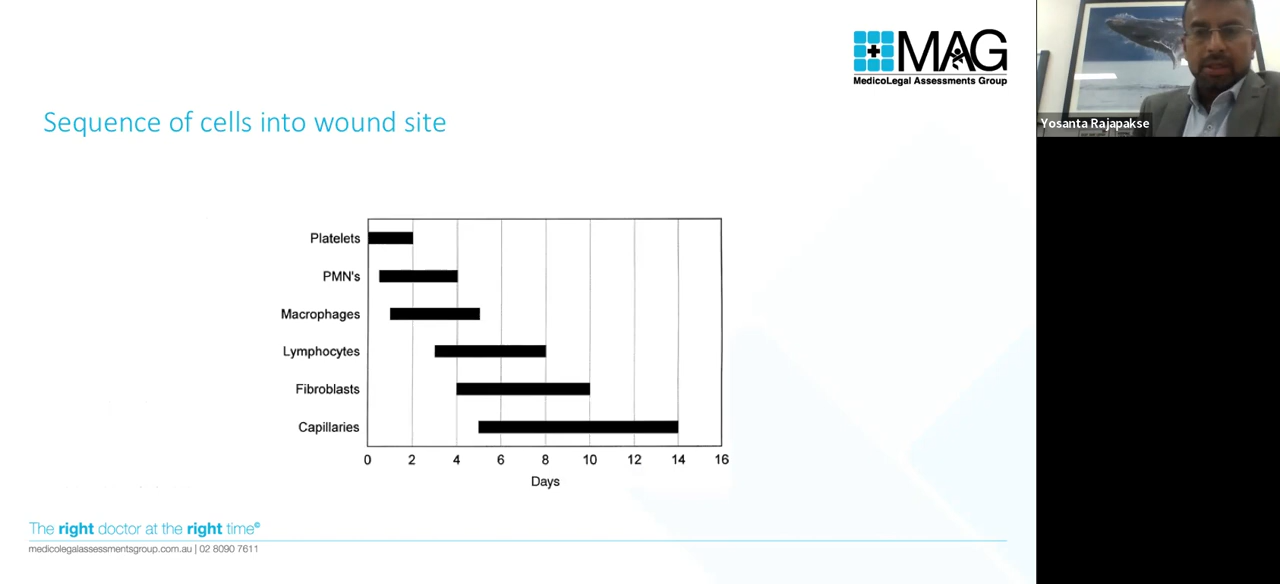 MAG
MedicoLegal Assessments Group
Yosanta Rajapakse
Sequence of cells into wound site
Platelets
PMN's
Macrophages
Lymphocytes
Fibroblasts
Capillaries
0 2 4 6 8 10 12 14 16
Days
The right doctor at the right time©
medicolegalassessmentsgroup.com.au | 02 8090 7611